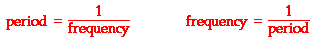 period = 1/frequency    frequency = 1/period